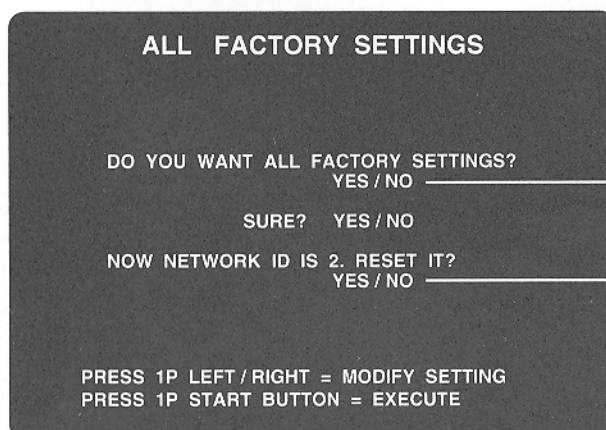 ALL FACTORY SETTINGS
DO YOU WANT ALL FACTORY SETTINGS?
YES / NO
SURE? YES / NO
NOW NETWORK ID IS 2. RESET IT?
YES / NO
PRESS 1P LEFT / RIGHT = MODIFY SETTING
PRESS 1P START BUTTON = EXECUTE